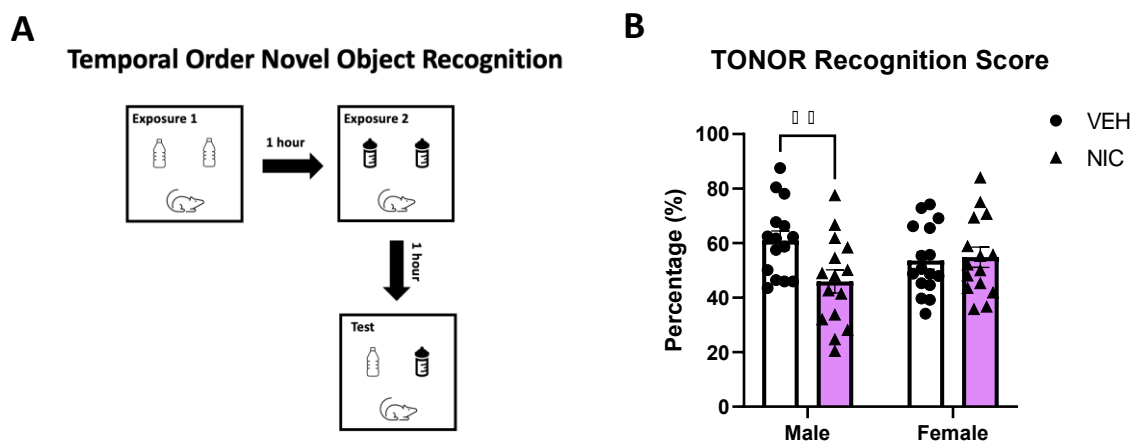 A
Temporal Order Novel Object Recognition
Exposure 1
1 hour
Exposure 2
1 hour
Test
B
TONOR Recognition Score
VEH
NIC
Percentage (%)
100
80
60
40
20
0
Male
Female